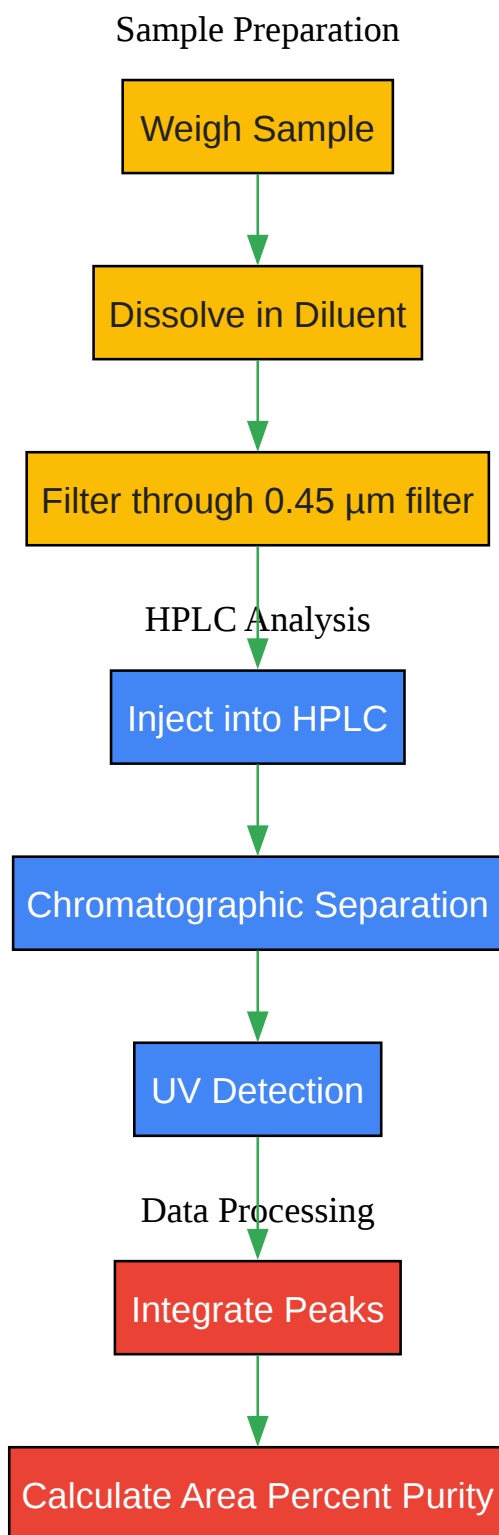 Sample Preparation
Weigh Sample
Dissolve in Diluent
Filter through 0.45 µm filter
HPLC Analysis
Inject into HPLC
Chromatographic Separation
UV Detection
Data Processing
Integrate Peaks
Calculate Area Percent Purity